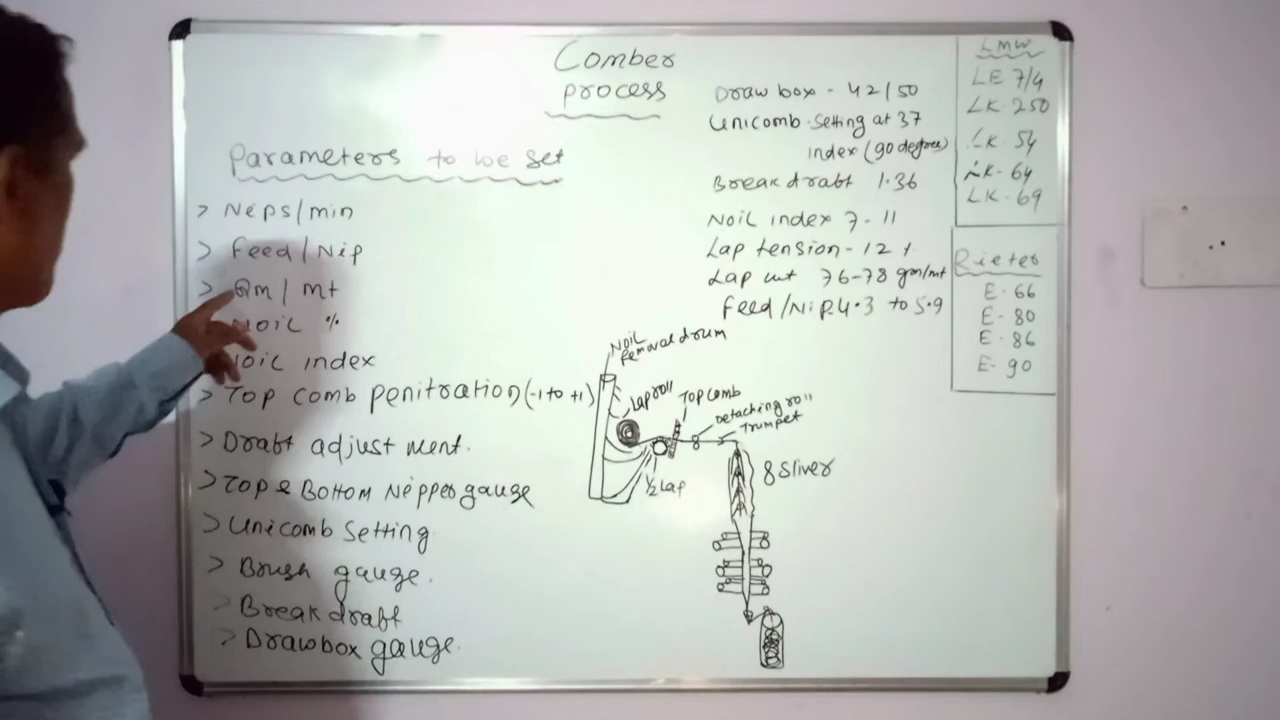 Comber
process
Parameters to be set
> Neps/min
> Feed/Nip
> Gm/mt
Noil %
Noil index
> Top comb penitration (-1 to +1)
> Draft adjustment.
> Top & Bottom Nepper gauge
> Unicomb Setting
> Brush gauge.
> Break draft
> Drawbox gauge.
Draw box - 42/50
Unicomb setting at 37
index (90 degrees)
Break draft 1.36
Noil index 7-11
Lap tension - 12 %
Lap wt 76-78 gm/mt
Feed/Nip 4.3 to 5.9
LMW
LE 7/4
LK. 250
LK 54
LK- 64
LK- 69
Rieter
E- 66
E- 80
E- 86
E- 90
Noil
removal drum
Lap roll
Top comb
Detaching roll
Trumpet
1/2 Lap
8 Sliver